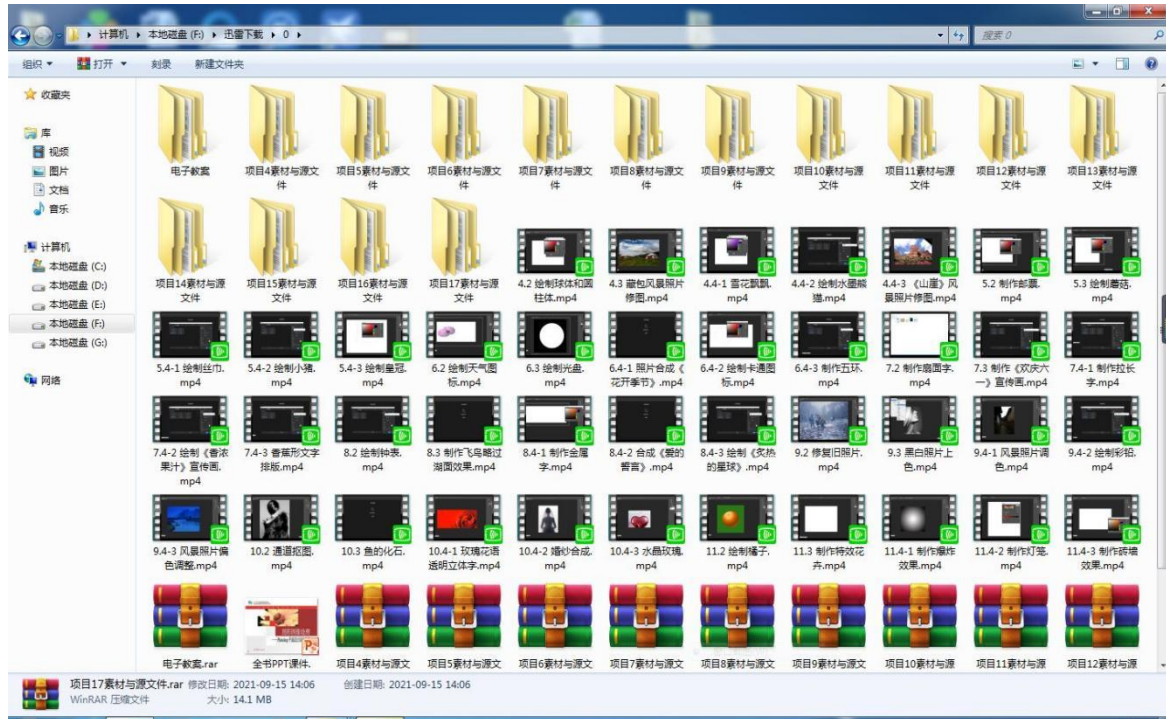 计算机 ▸ 本地磁盘 (F:) ▸ 迅雷下载 ▸ 0 ▸
搜索 0
组织 打开 刻录 新建文件夹
收藏夹
库
视频
图片
文档
音乐
计算机
本地磁盘 (C:)
本地磁盘 (D:)
本地磁盘 (E:)
本地磁盘 (F:)
本地磁盘 (G:)
网络
电子教案
项目4素材与源文
件
项目5素材与源文
件
项目6素材与源文
件
项目7素材与源文
件
项目8素材与源文
件
项目9素材与源文
件
项目10素材与源
文件
项目11素材与源
文件
项目12素材与源
文件
项目13素材与源
文件
项目14素材与源
文件
项目15素材与源
文件
项目16素材与源
文件
项目17素材与源
文件
4.2 绘制球体和圆
柱体.mp4
4.3 藏包风景照片
修图.mp4
4.4-1 雪花飘飘.
mp4
4.4-2 绘制水墨熊
猫.mp4
4.4-3 《山崖》风
景照片修图.mp4
5.2 制作邮票.
mp4
5.3 绘制蘑菇.
mp4
5.4-1 绘制丝巾.
mp4
5.4-2 绘制小猪.
mp4
5.4-3 绘制皇冠.
mp4
6.2 绘制天气图
标.mp4
6.3 绘制光盘.
mp4
6.4-1 照片合成《
花开季节》.mp4
6.4-2 绘制卡通图
标.mp4
6.4-3 制作五环.
mp4
7.2 制作扇面字.
mp4
7.3 制作《欢庆六
一》宣传画.mp4
7.4-1 制作拉长
字.mp4
7.4-2 绘制《香浓
果汁》宣传画.
mp4
7.4-3 香蕉形文字
排版.mp4
8.2 绘制钟表.
mp4
8.3 制作飞鸟略过
湖面效果.mp4
8.4-1 制作金属
字.mp4
8.4-2 合成《爱的
誓言》.mp4
8.4-3 绘制《炙热
的星球》.mp4
9.2 修复旧照片.
mp4
9.3 黑白照片上
色.mp4
9.4-1 风景照片调
色.mp4
9.4-2 绘制彩铅.
mp4
9.4-3 风景照片偏
色调整.mp4
10.2 通道抠图.
mp4
10.3 鱼的化石.
mp4
10.4-1 玫瑰花语
透明立体字.mp4
10.4-2 婚纱合成.
mp4
10.4-3 水晶玫瑰.
mp4
11.2 绘制橘子.
mp4
11.3 制作特效花
卉.mp4
11.4-1 制作爆炸
效果.mp4
11.4-2 制作灯笼.
mp4
11.4-3 制作砖墙
效果.mp4
电子教案.rar
全书PPT课件.
项目4素材与源文
项目5素材与源文
项目6素材与源文
项目7素材与源文
项目8素材与源文
项目9素材与源文
项目10素材与源
项目11素材与源
项目12素材与源
项目17素材与源文件.rar 修改日期: 2021-09-15 14:06 创建日期: 2021-09-15 14:06
WinRAR 压缩文件 大小: 14.1 MB